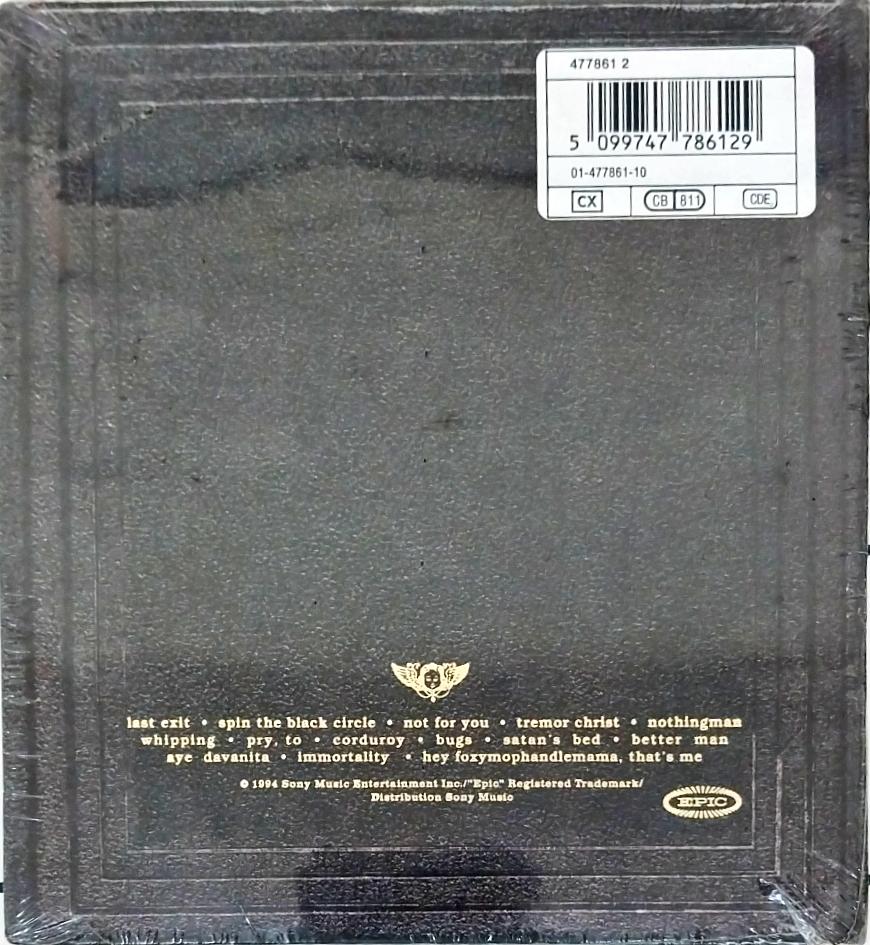 477861 2
5 099747 786129
01-477861-10
CX CB 811 CDE
last exit • spin the black circle • not for you • tremor christ • nothingman
whipping • pry, to • corduroy • bugs • satan's bed • better man
aye davanita • immortality • hey foxymophandlemama, that's me
© 1994 Sony Music Entertainment Inc./"Epic" Registered Trademark/
Distribution Sony Music
EPIC